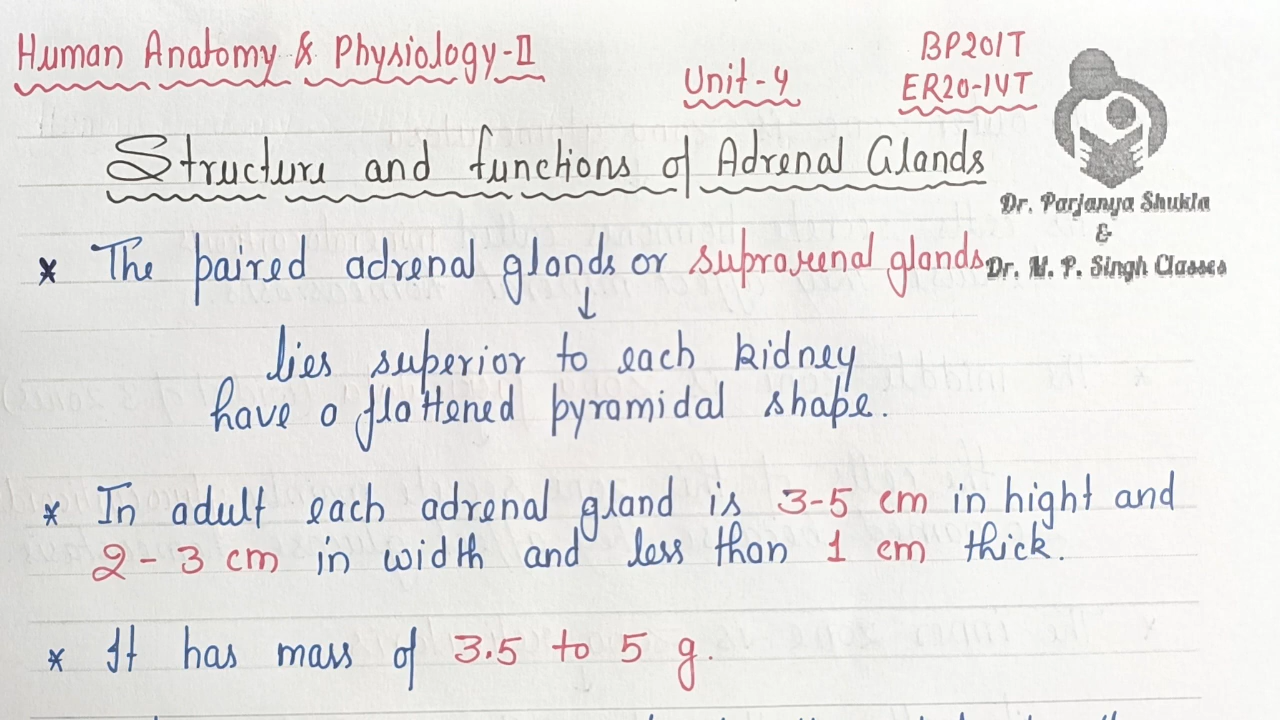 Human Anatomy & Physiology-II
Unit-4
BP201T
ER20-14T
Structure and functions of Adrenal Glands
Dr. Parjanya Shukla
&
Dr. M. P. Singh Classes
* The paired adrenal glands or suprarenal glands
↓
lies superior to each kidney
have a flattened pyramidal shape.
* In adult each adrenal gland is 3-5 cm in hight and
2-3 cm in width and less than 1 cm thick.
* It has mass of 3.5 to 5 g.